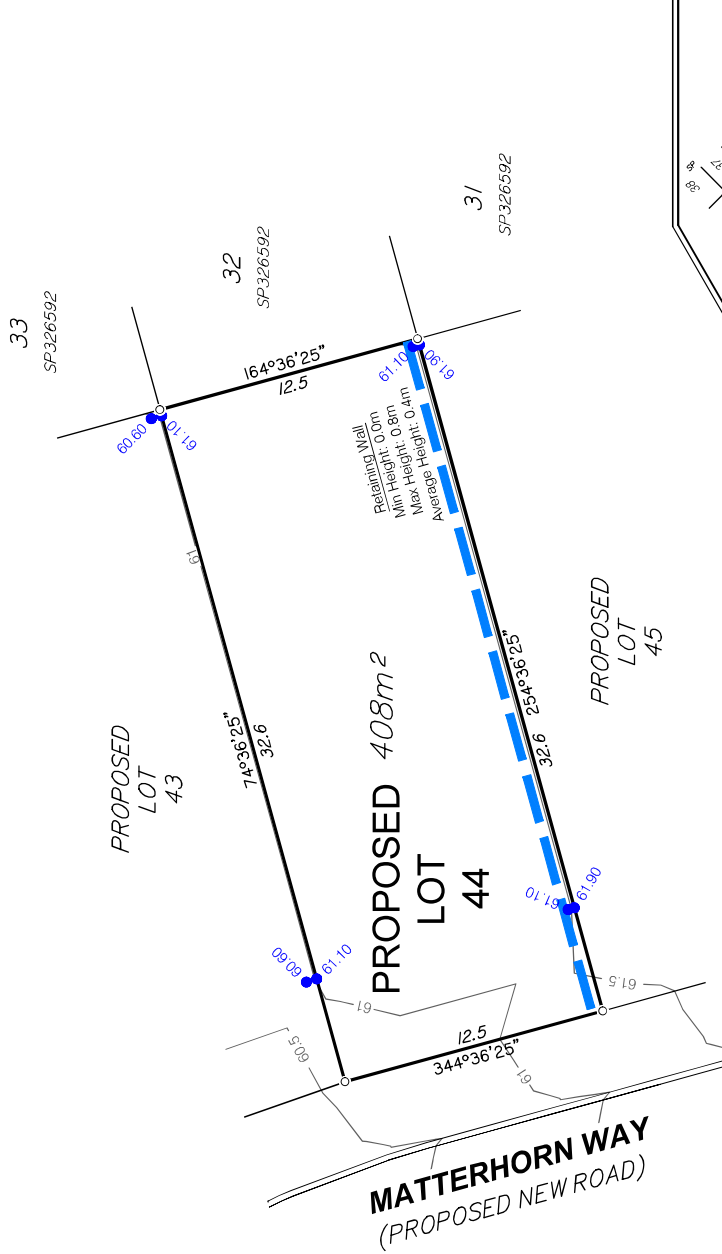 31
SP326592
32
SP326592
33
SP326592
38
37
SP
164°36'25"
12.5
61.10
61.90
60.60
61.10
Retaining Wall
Min Height: 0.0m
Max Height: 0.8m
Average Height: 0.4m
61
PROPOSED
LOT
45
PROPOSED
LOT
43
74°36'25"
32.6
254°36'25"
32.6
408m²
PROPOSED
LOT
44
61.10
61.90
60.60
61.10
61
61.5
60.5
12.5
344°36'25"
61
MATTERHORN WAY
(PROPOSED NEW ROAD)